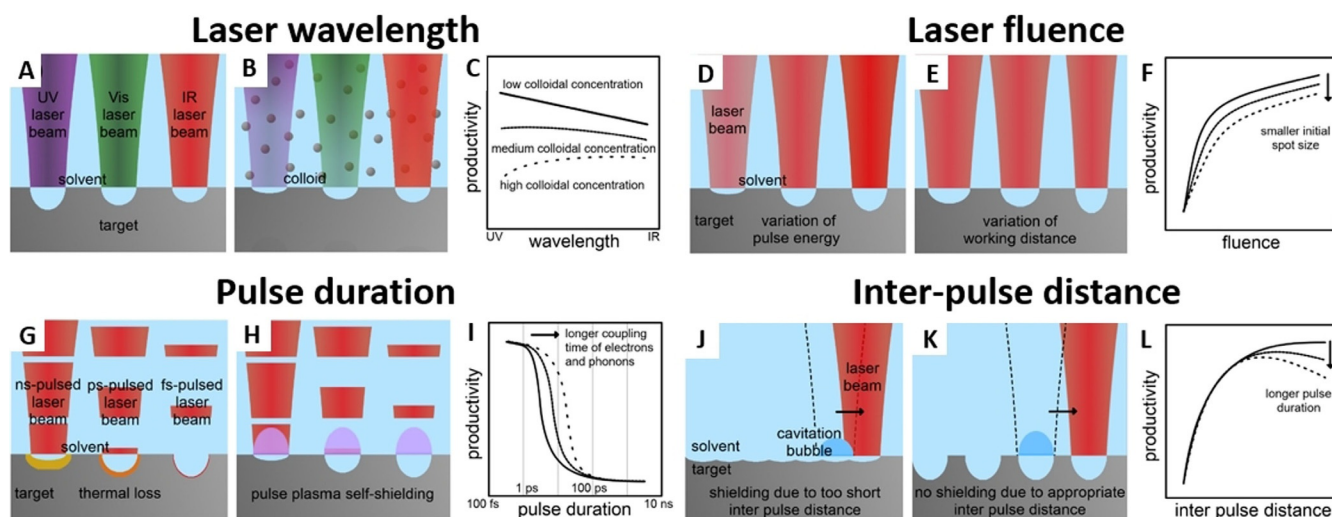 Laser wavelength
A
UV
laser
beam
Vis
laser
beam
IR
laser
beam
solvent
target
B
colloid
C
productivity
low colloidal concentration
medium colloidal concentration
high colloidal concentration
UV
IR
wavelength
Laser fluence
D
laser
beam
solvent
target
variation of
pulse energy
E
variation of
working distance
F
productivity
smaller initial
spot size
fluence
Pulse duration
G
ns-pulsed
laser
beam
ps-pulsed
laser
beam
fs-pulsed
laser
beam
solvent
target
thermal loss
H
pulse plasma self-shielding
I
productivity
longer coupling
time of electrons
and phonons
1 ps
100 ps
100 fs
10 ns
pulse duration
Inter-pulse distance
J
laser
beam
solvent
cavitation
bubble
target
shielding due to too short
inter pulse distance
K
no shielding due to appropriate
inter pulse distance
L
productivity
longer pulse
duration
inter pulse distance